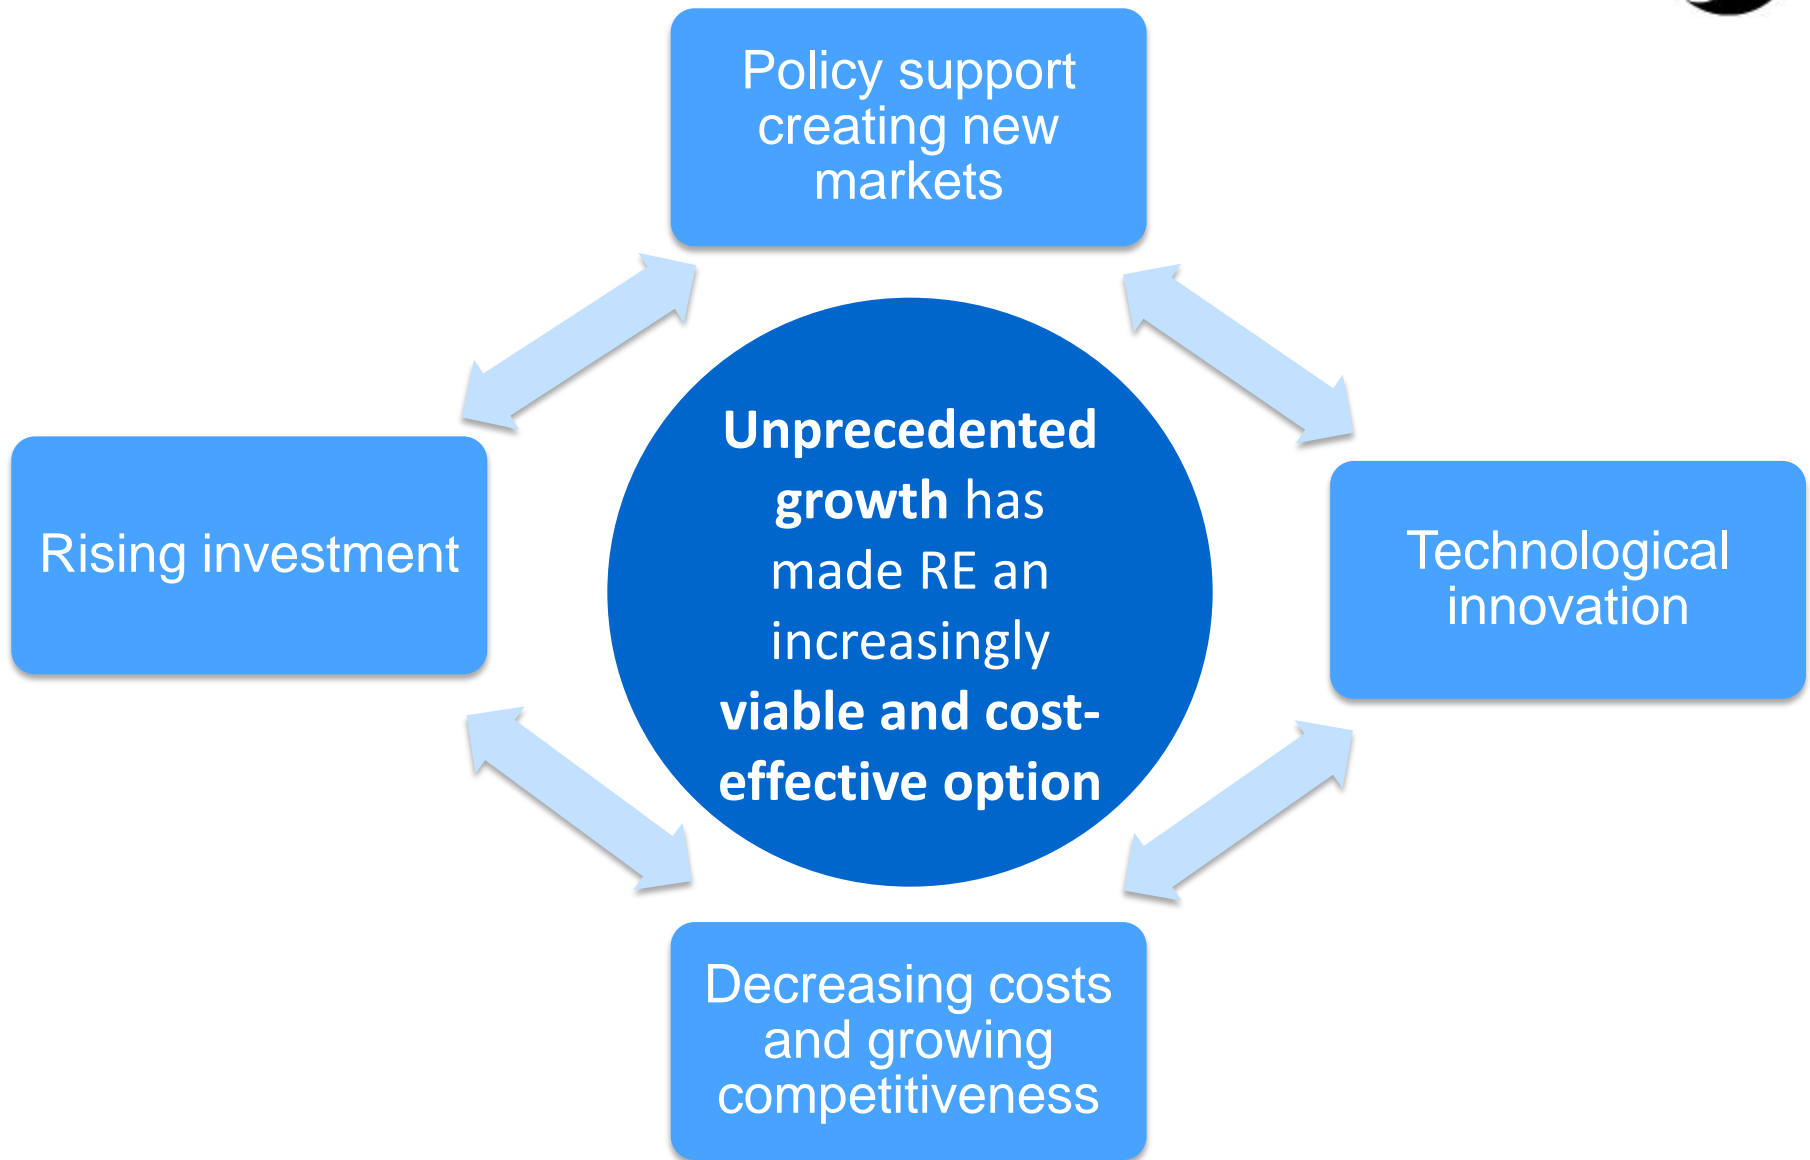 Policy support
creating new
markets
Rising investment
Unprecedented
growth has
made RE an
increasingly
viable and cost-
effective option
Technological
innovation
Decreasing costs
and growing
competitiveness